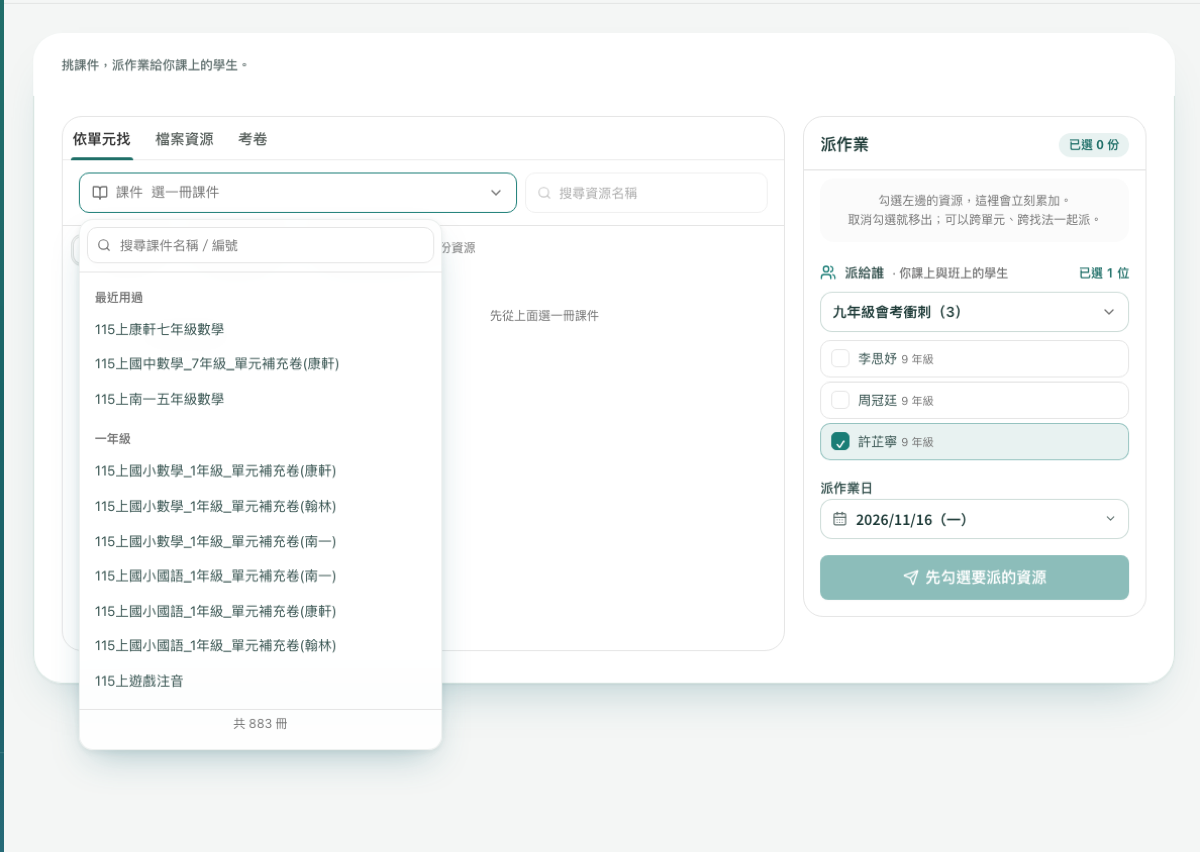 挑課件，派作業給你課上的學生。
依單元找 檔案資源 考卷
課件 選一冊課件
搜尋資源名稱
搜尋課件名稱 / 編號
份資源
先從上面選一冊課件
最近用過
115上康軒七年級數學
115上國中數學_7年級_單元補充卷(康軒)
115上南一五年級數學
一年級
115上國小數學_1年級_單元補充卷(康軒)
115上國小數學_1年級_單元補充卷(翰林)
115上國小數學_1年級_單元補充卷(南一)
115上國小國語_1年級_單元補充卷(南一)
115上國小國語_1年級_單元補充卷(康軒)
115上國小國語_1年級_單元補充卷(翰林)
115上遊戲注音
共 883 冊
派作業 已選 0 份
勾選左邊的資源，這裡會立刻累加。
取消勾選就移出；可以跨單元、跨找法一起派。
派給誰 · 你課上與班上的學生 已選 1 位
九年級會考衝刺（3）
李思妤 9 年級
周冠廷 9 年級
許芷寧 9 年級
派作業日
2026/11/16（一）
先勾選要派的資源